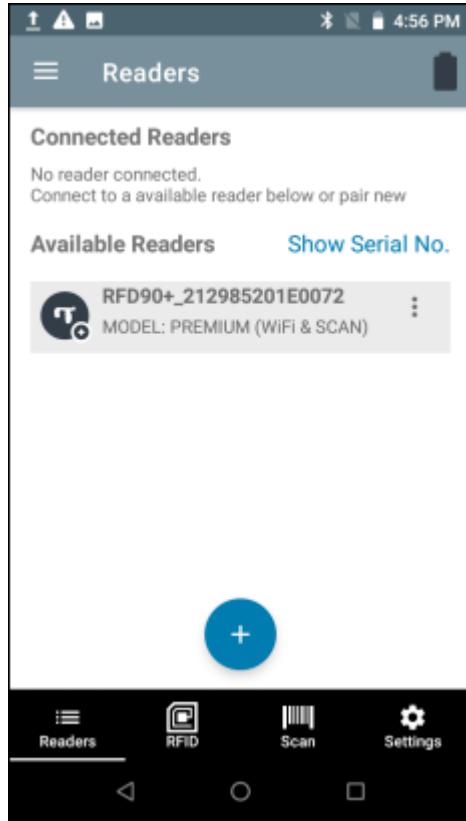 4:56 PM
Readers
Connected Readers
No reader connected.
Connect to a available reader below or pair new
Available Readers Show Serial No.
RFD90+_212985201E0072
MODEL: PREMIUM (WiFi & SCAN)
+
Readers RFID Scan Settings